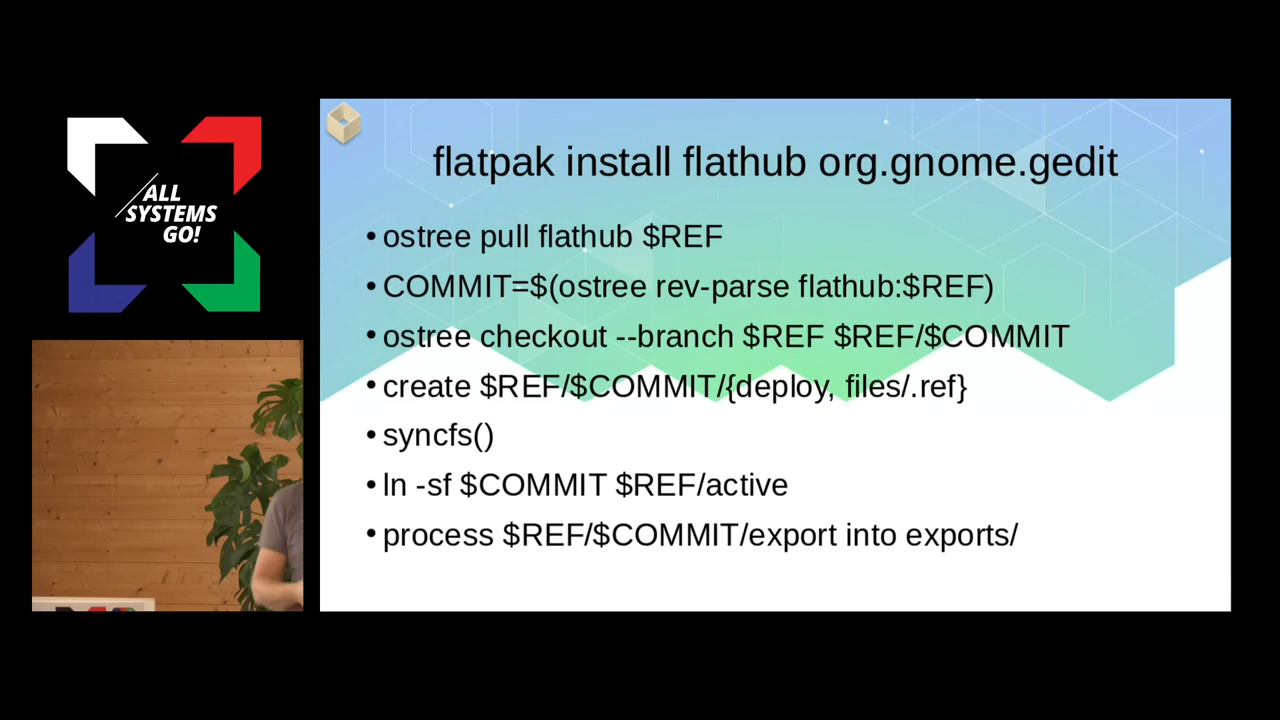 ALL
SYSTEMS
GO!
flatpak install flathub org.gnome.gedit
• ostree pull flathub $REF
• COMMIT=$(ostree rev-parse flathub:$REF)
• ostree checkout --branch $REF $REF/$COMMIT
• create $REF/$COMMIT/{deploy, files/.ref}
• syncfs()
• ln -sf $COMMIT $REF/active
• process $REF/$COMMIT/export into exports/